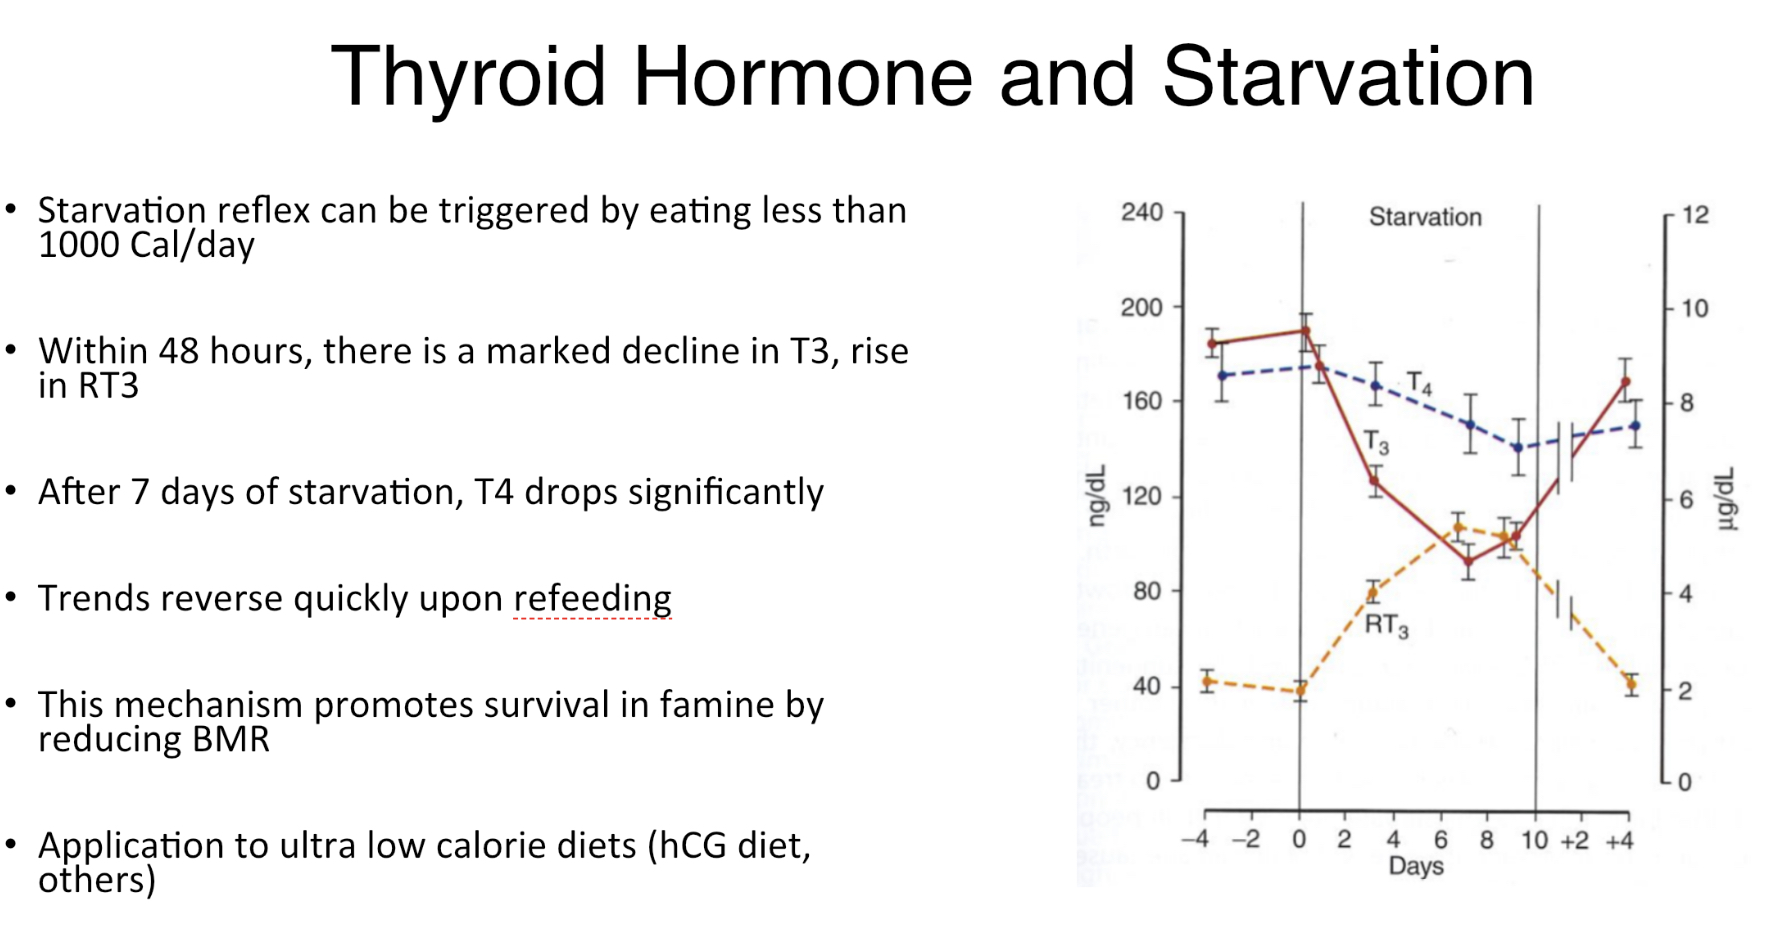 Thyroid Hormone and Starvation
• Starvation reflex can be triggered by eating less than
1000 Cal/day
• Within 48 hours, there is a marked decline in T3, rise
in RT3
• After 7 days of starvation, T4 drops significantly
• Trends reverse quickly upon refeeding
• This mechanism promotes survival in famine by
reducing BMR
• Application to ultra low calorie diets (hCG diet,
others)
Starvation
240
200
160
120
80
40
0
ng/dL
T4
T3
RT3
12
10
8
6
4
2
0
µg/dL
−4 −2 0 2 4 6 8 10 +2 +4
Days